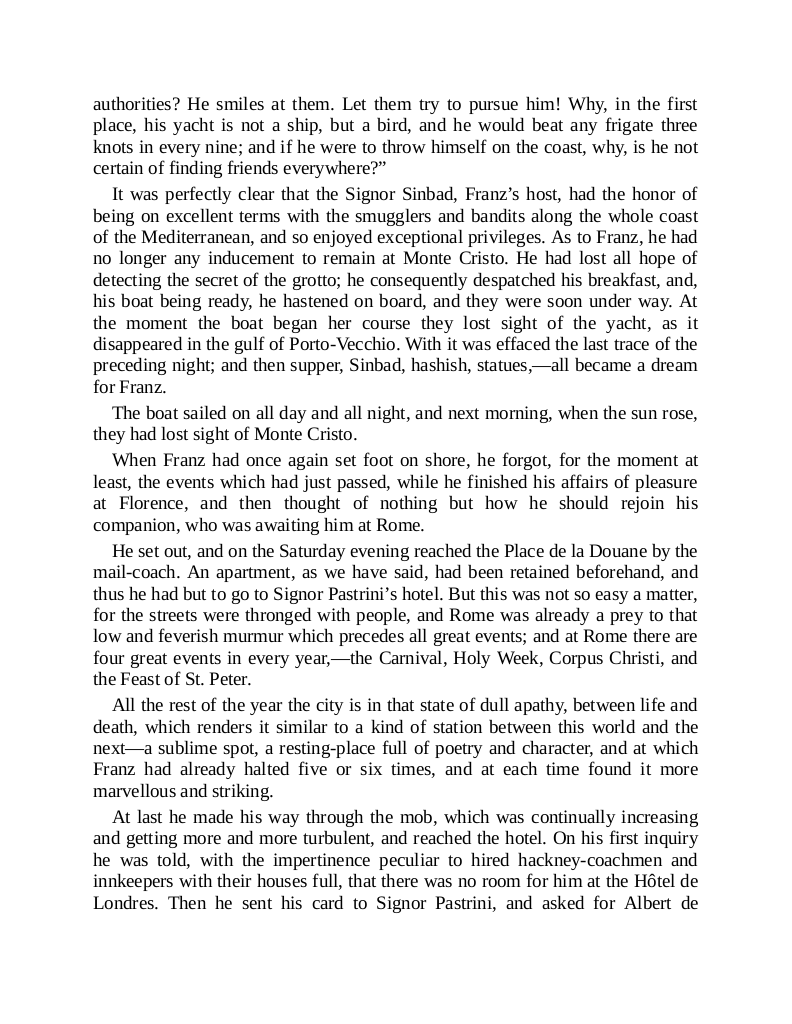 authorities? He smiles at them. Let them try to pursue him! Why, in the first
place, his yacht is not a ship, but a bird, and he would beat any frigate three
knots in every nine; and if he were to throw himself on the coast, why, is he not
certain of finding friends everywhere?”
It was perfectly clear that the Signor Sinbad, Franz’s host, had the honor of
being on excellent terms with the smugglers and bandits along the whole coast
of the Mediterranean, and so enjoyed exceptional privileges. As to Franz, he had
no longer any inducement to remain at Monte Cristo. He had lost all hope of
detecting the secret of the grotto; he consequently despatched his breakfast, and,
his boat being ready, he hastened on board, and they were soon under way. At
the moment the boat began her course they lost sight of the yacht, as it
disappeared in the gulf of Porto-Vecchio. With it was effaced the last trace of the
preceding night; and then supper, Sinbad, hashish, statues,—all became a dream
for Franz.
The boat sailed on all day and all night, and next morning, when the sun rose,
they had lost sight of Monte Cristo.
When Franz had once again set foot on shore, he forgot, for the moment at
least, the events which had just passed, while he finished his affairs of pleasure
at Florence, and then thought of nothing but how he should rejoin his
companion, who was awaiting him at Rome.
He set out, and on the Saturday evening reached the Place de la Douane by the
mail-coach. An apartment, as we have said, had been retained beforehand, and
thus he had but to go to Signor Pastrini’s hotel. But this was not so easy a matter,
for the streets were thronged with people, and Rome was already a prey to that
low and feverish murmur which precedes all great events; and at Rome there are
four great events in every year,—the Carnival, Holy Week, Corpus Christi, and
the Feast of St. Peter.
All the rest of the year the city is in that state of dull apathy, between life and
death, which renders it similar to a kind of station between this world and the
next—a sublime spot, a resting-place full of poetry and character, and at which
Franz had already halted five or six times, and at each time found it more
marvellous and striking.
At last he made his way through the mob, which was continually increasing
and getting more and more turbulent, and reached the hotel. On his first inquiry
he was told, with the impertinence peculiar to hired hackney-coachmen and
innkeepers with their houses full, that there was no room for him at the Hôtel de
Londres. Then he sent his card to Signor Pastrini, and asked for Albert de